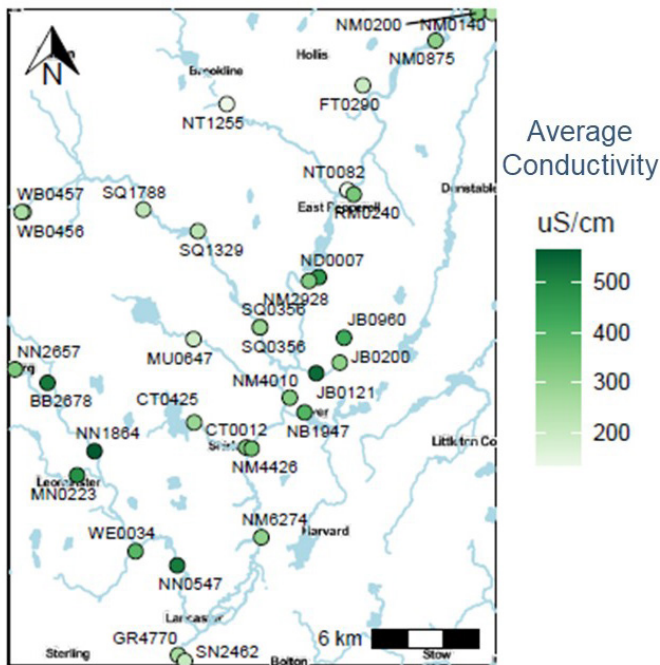 NM0200
NM0140
Hollis
NM0875
N
Brookline
FT0290
NT1255
Average
Conductivity
NT0082
WB0457
SQ1788
East Pepperell
RM0240
WB0456
uS/cm
SQ1329
ND0007
500
NM2928
SQ0356
JB0960
400
SQ0356
MU0647
JB0200
NN2657
NM4010
300
BB2678
CT0425
JB0121
NB1947
200
NN1864
CT0012
NM4426
MN0223
NM6274
Harvard
WE0034
NN0547
Lancaster
GR4770
SN2462
6 km
Sterling
Bolton
Stow